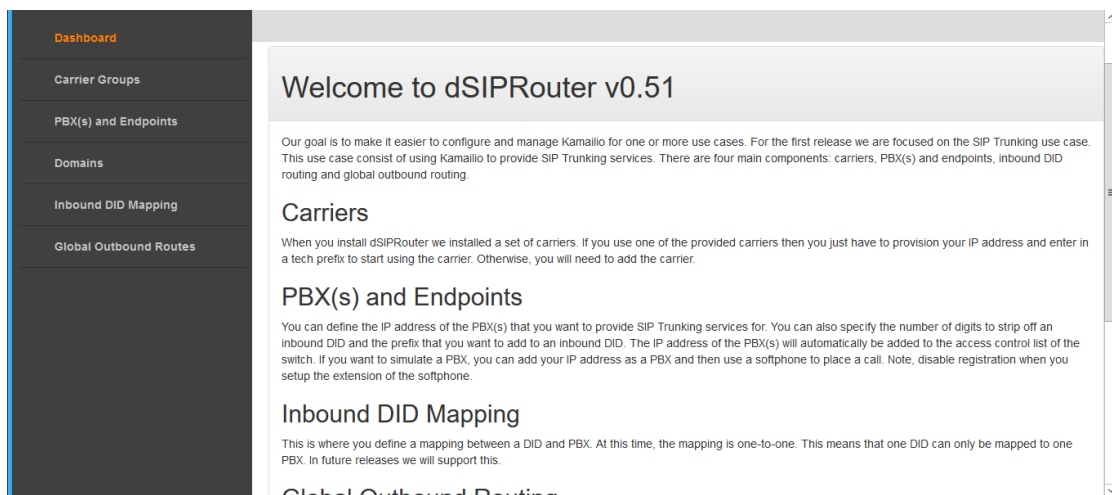 Dashboard
Carrier Groups
PBX(s) and Endpoints
Domains
Inbound DID Mapping
Global Outbound Routes
Welcome to dSIPRouter v0.51
Our goal is to make it easier to configure and manage Kamailio for one or more use cases. For the first release we are focused on the SIP Trunking use case.
This use case consist of using Kamailio to provide SIP Trunking services. There are four main components: carriers, PBX(s) and endpoints, inbound DID
routing and global outbound routing.
Carriers
When you install dSIPRouter we installed a set of carriers. If you use one of the provided carriers then you just have to provision your IP address and enter in
a tech prefix to start using the carrier. Otherwise, you will need to add the carrier.
PBX(s) and Endpoints
You can define the IP address of the PBX(s) that you want to provide SIP Trunking services for. You can also specify the number of digits to strip off an
inbound DID and the prefix that you want to add to an inbound DID. The IP address of the PBX(s) will automatically be added to the access control list of the
switch. If you want to simulate a PBX, you can add your IP address as a PBX and then use a softphone to place a call. Note, disable registration when you
setup the extension of the softphone.
Inbound DID Mapping
This is where you define a mapping between a DID and PBX. At this time, the mapping is one-to-one. This means that one DID can only be mapped to one
PBX. In future releases we will support this.
Global Outbound Routing